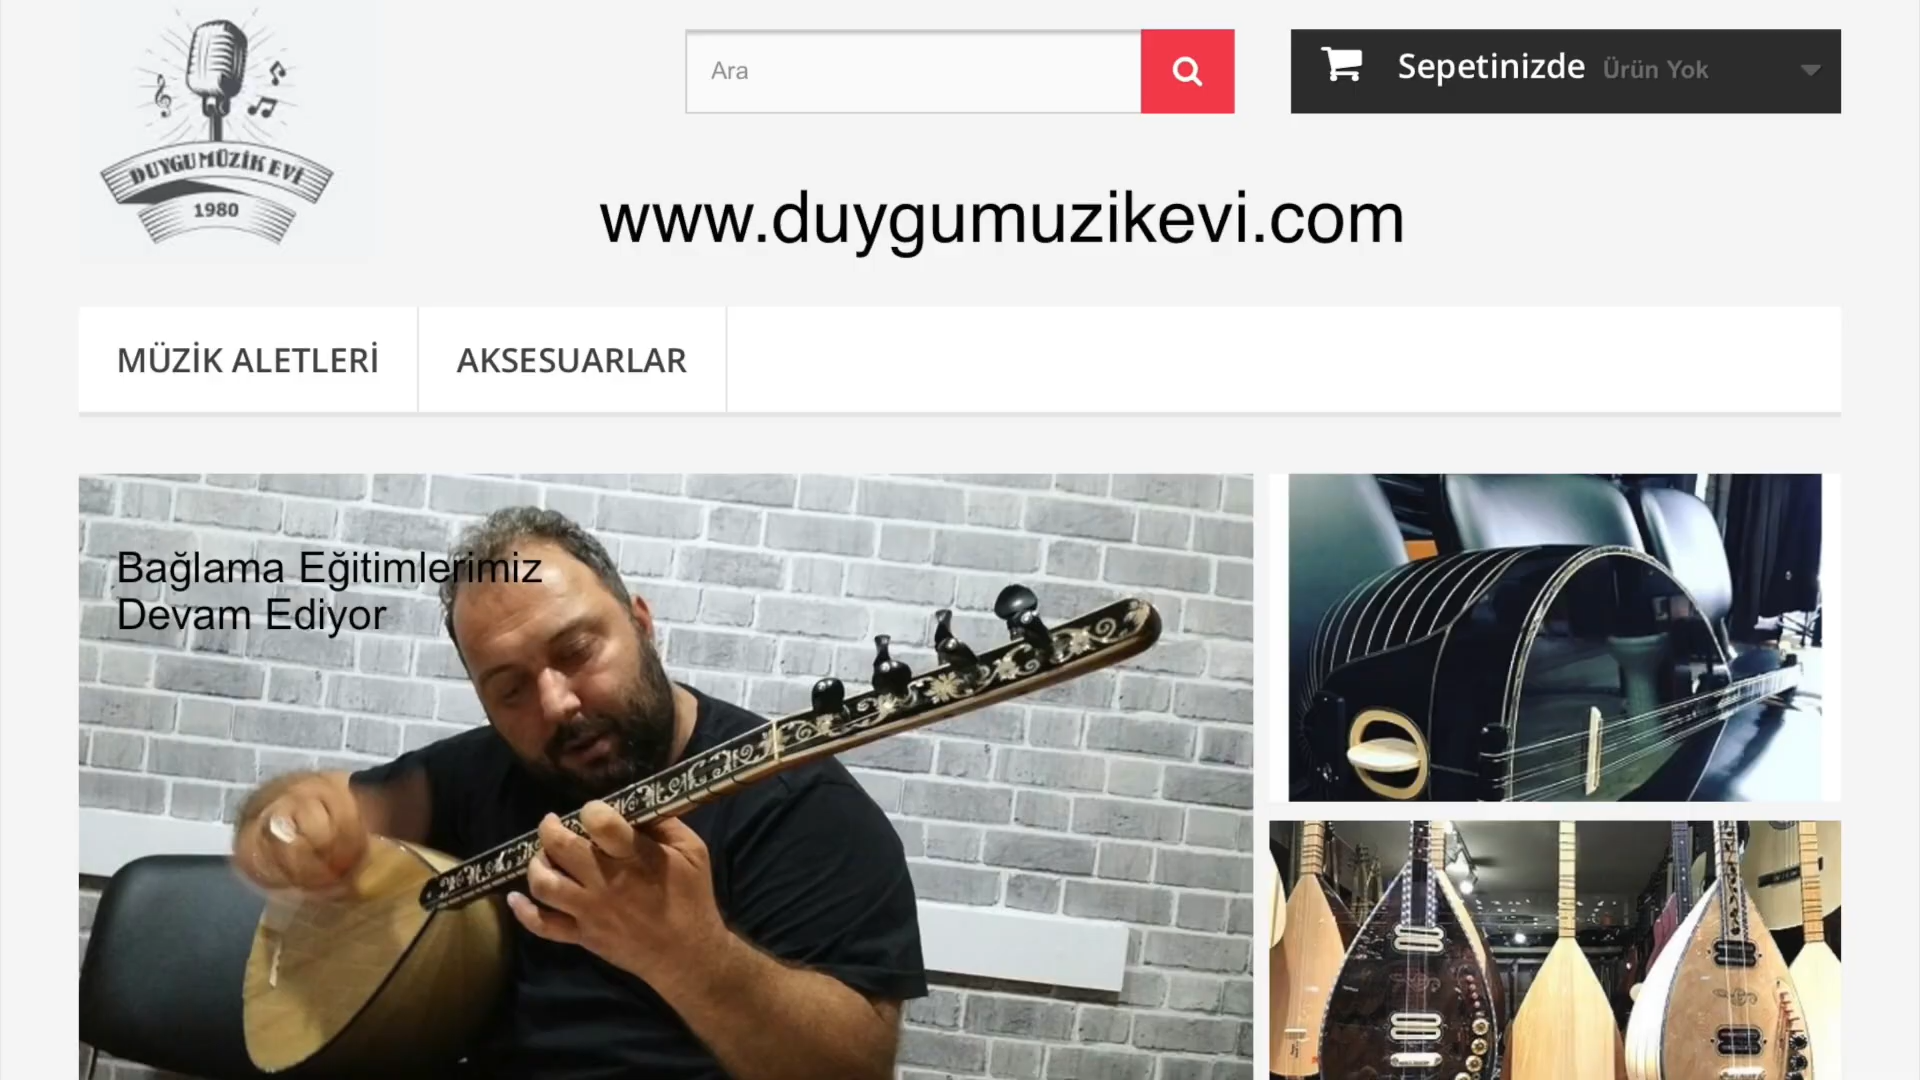 DUYGU MÜZİK EVİ
1980
Ara
Sepetinizde Ürün Yok
www.duygumuzikevi.com
MÜZİK ALETLERİ
AKSESUARLAR
Bağlama Eğitimlerimiz
Devam Ediyor